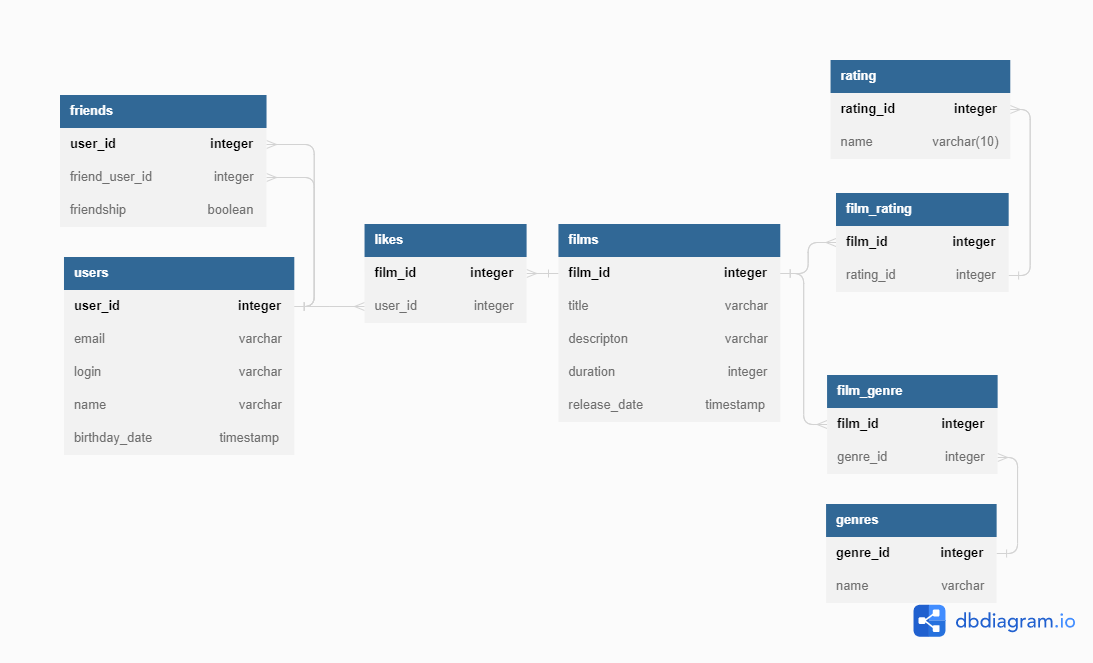 friends
user_id integer
friend_user_id integer
friendship boolean
users
user_id integer
email varchar
login varchar
name varchar
birthday_date timestamp
likes
film_id integer
user_id integer
films
film_id integer
title varchar
descripton varchar
duration integer
release_date timestamp
rating
rating_id integer
name varchar(10)
film_rating
film_id integer
rating_id integer
film_genre
film_id integer
genre_id integer
genres
genre_id integer
name varchar
dbdiagram.io